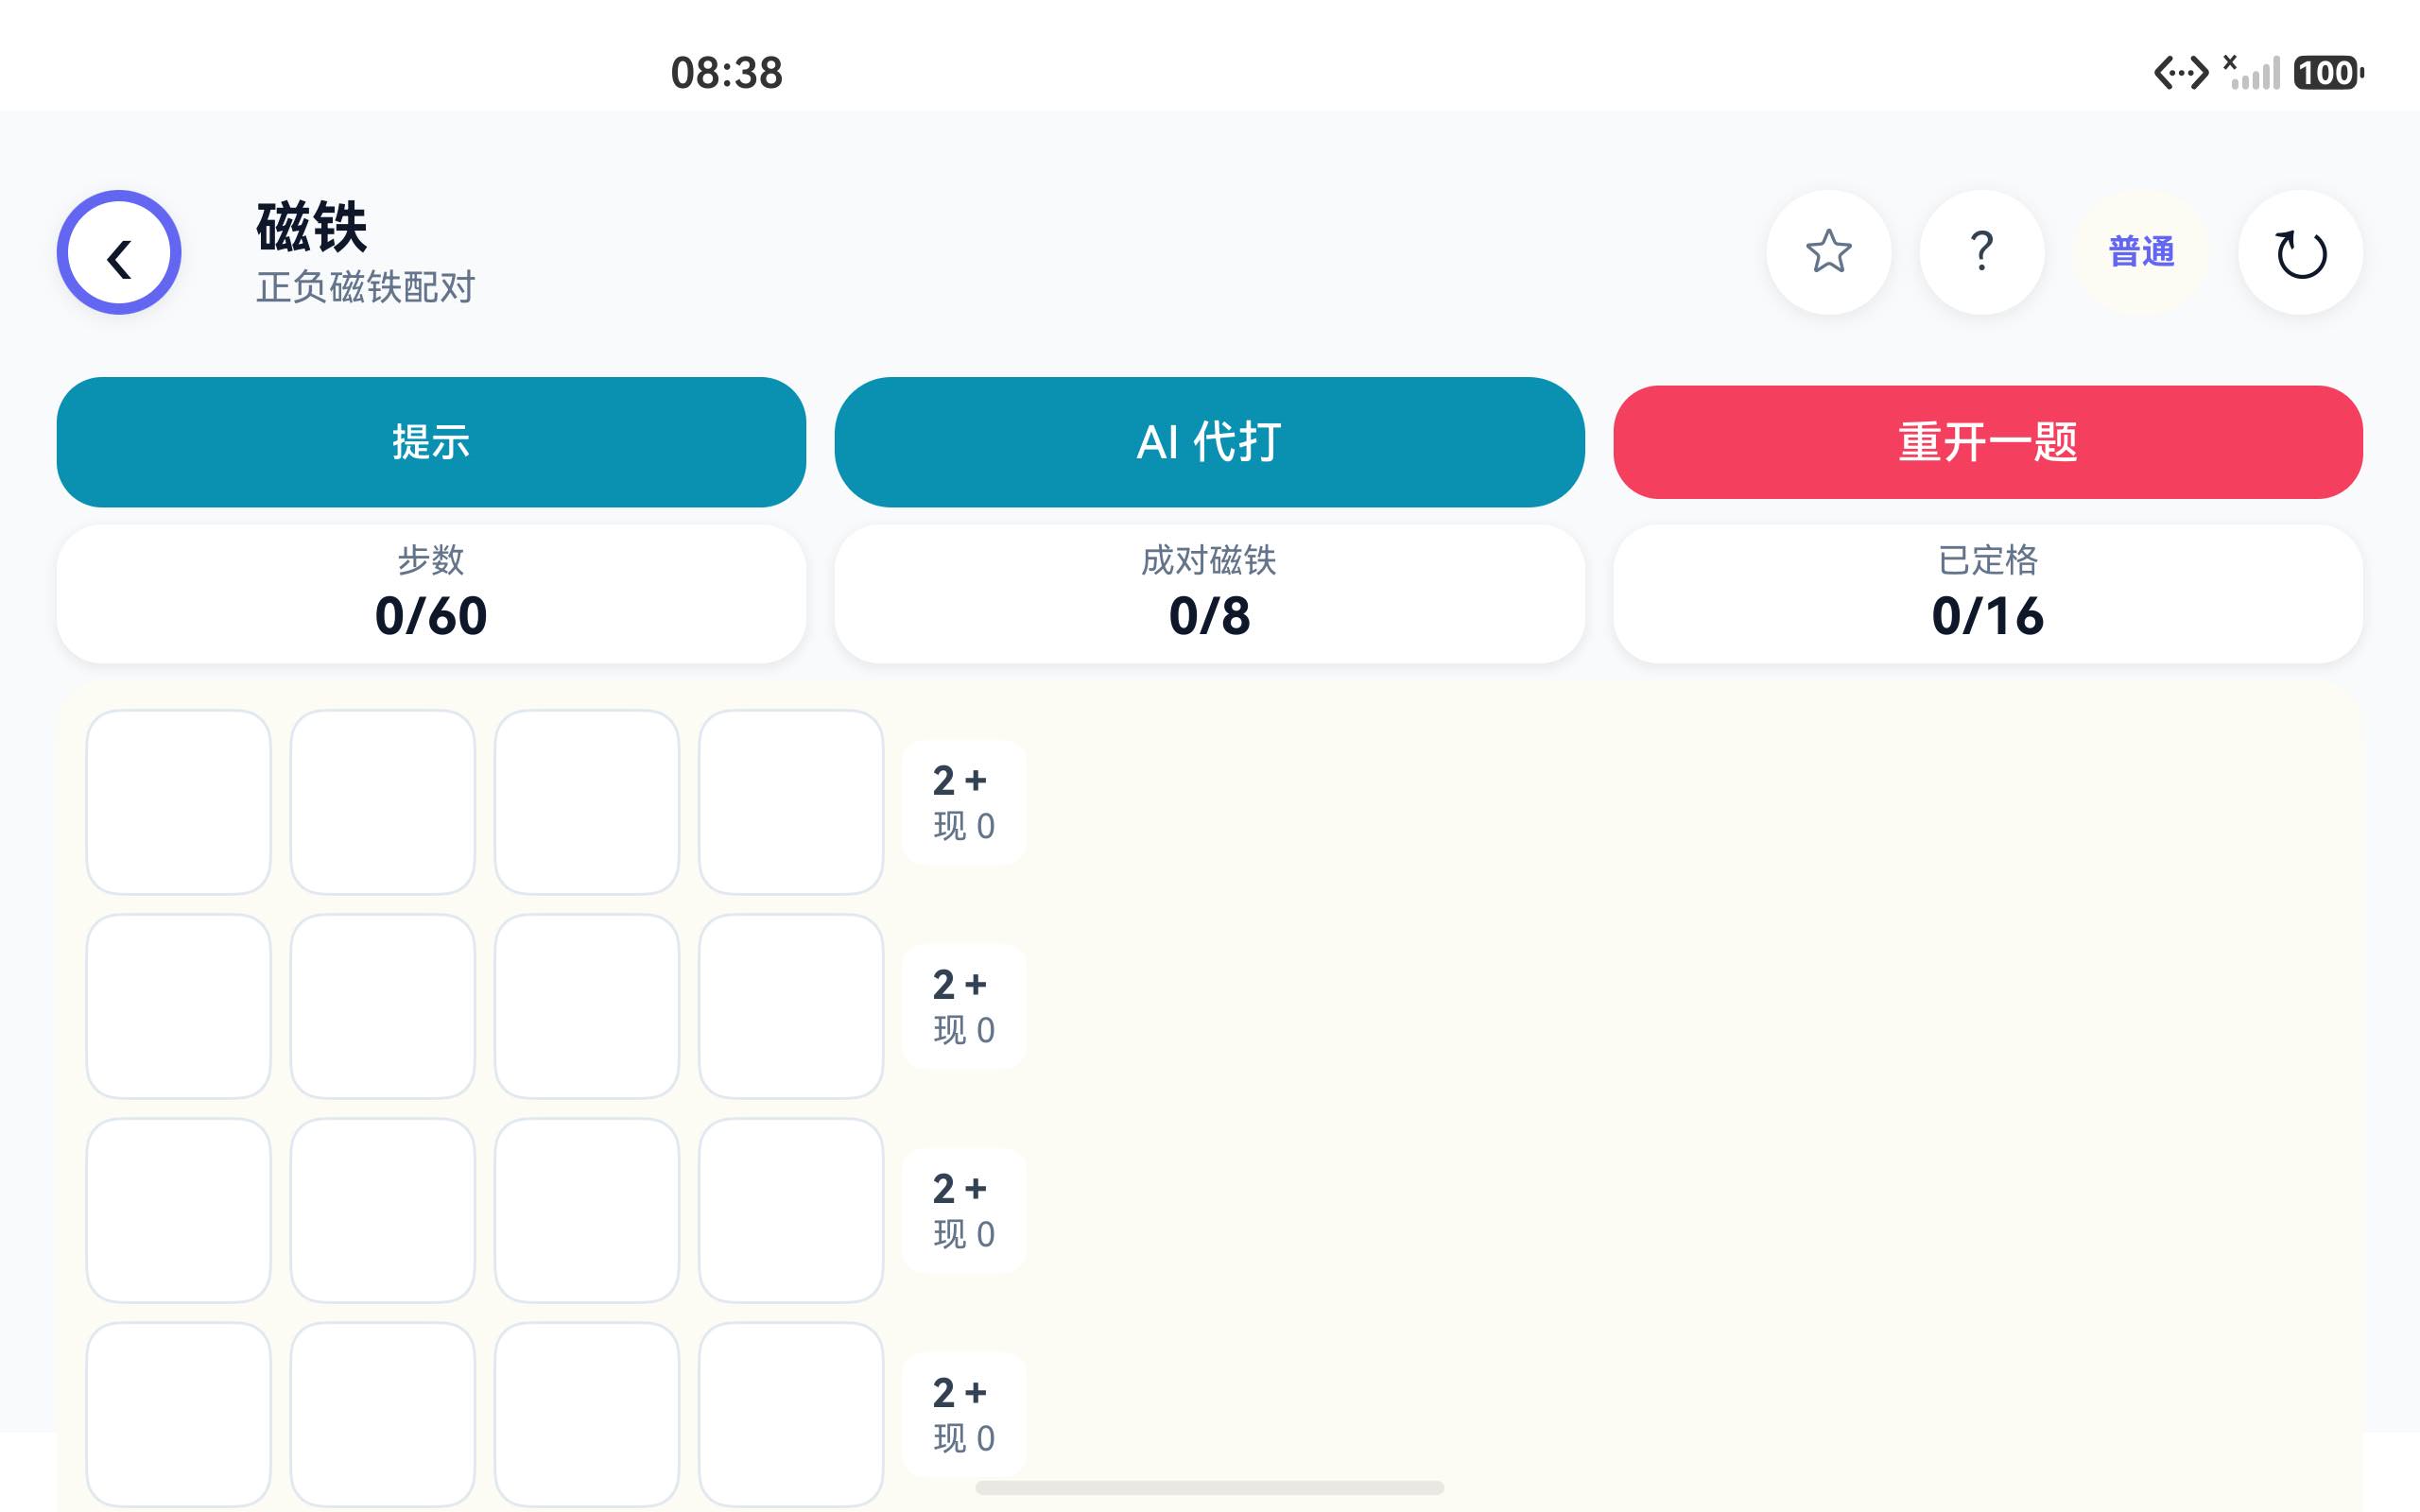 08:38
100
磁铁
正负磁铁配对
?
普通
提示
AI 代打
重开一题
步数
0/60
成对磁铁
0/8
已定格
0/16
2 +
现 0
2 +
现 0
2 +
现 0
2 +
现 0